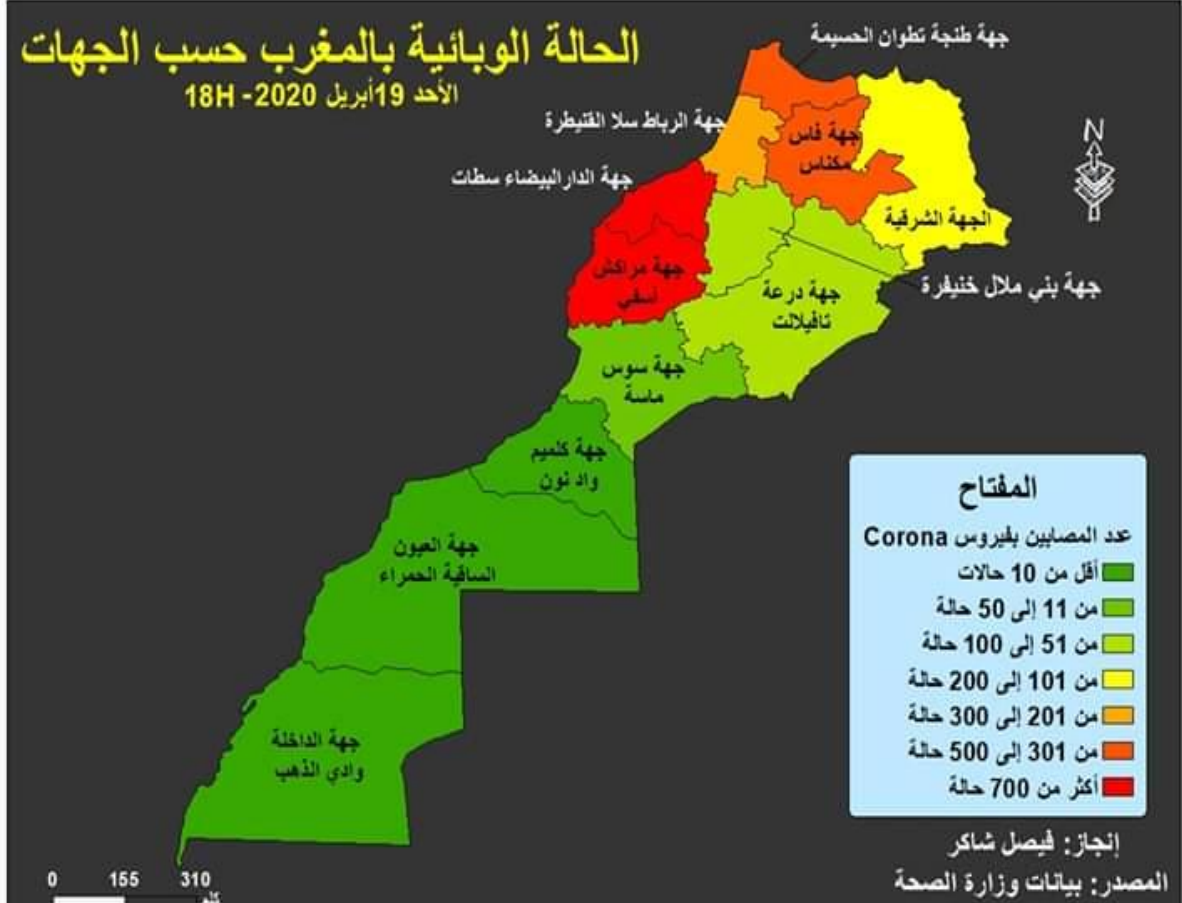 الحالة الوبائية بالمغرب حسب الجهات
الأحد 19أبريل 2020- 18H
جهة طنجة تطوان الحسيمة
جهة الرباط سلا القنيطرة
جهة فاس
مكناس
جهة الدارالبيضاء سطات
N
الجهة الشرقية
جهة مراكش
أسفي
جهة بني ملال خنيفرة
جهة درعة
تافيلالت
جهة سوس
ماسة
جهة كلميم
واد نون
جهة العيون
الساقية الحمراء
جهة الداخلة
وادي الذهب
المفتاح
عدد المصابين بفيروس Corona
أقل من 10 حالات
من 11 إلى 50 حالة
من 51 إلى 100 حالة
من 101 إلى 200 حالة
من 201 إلى 300 حالة
من 301 إلى 500 حالة
أكثر من 700 حالة
إنجاز: فيصل شاكر
المصدر: بيانات وزارة الصحة
0 155 310
كلم